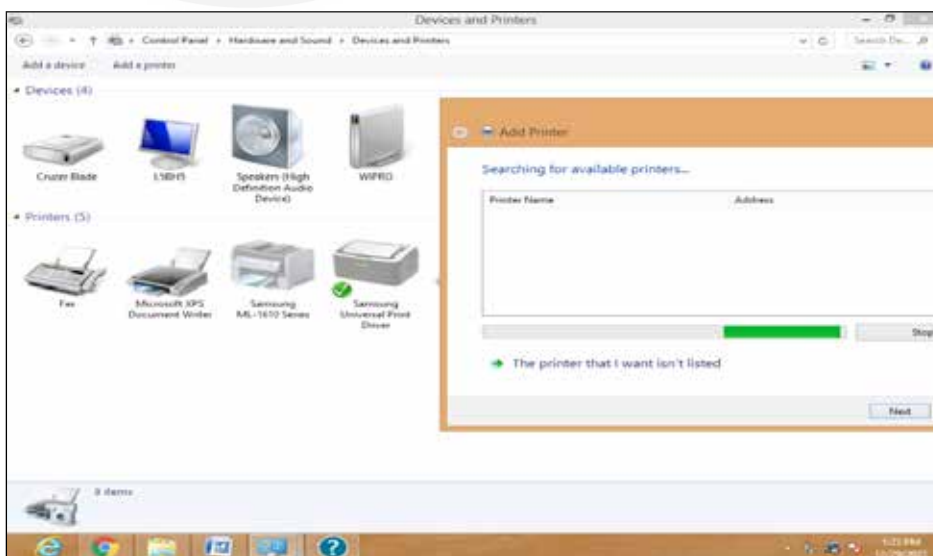 Devices and Printers
Control Panel
Hardware and Sound
Devices and Printers
Search De...
Add a device
Add a printer
Devices (4)
Cruzer Blade
Speakers (High
Definition Audio
Device)
WIPRO
Printers (5)
Fax
Microsoft XPS
Document Writer
Samsung
ML-1610 Series
Samsung
Universal Print
Driver
Add Printer
Searching for available printers...
Printer Name
Address
Stop
The printer that I want isn't listed
Next
items